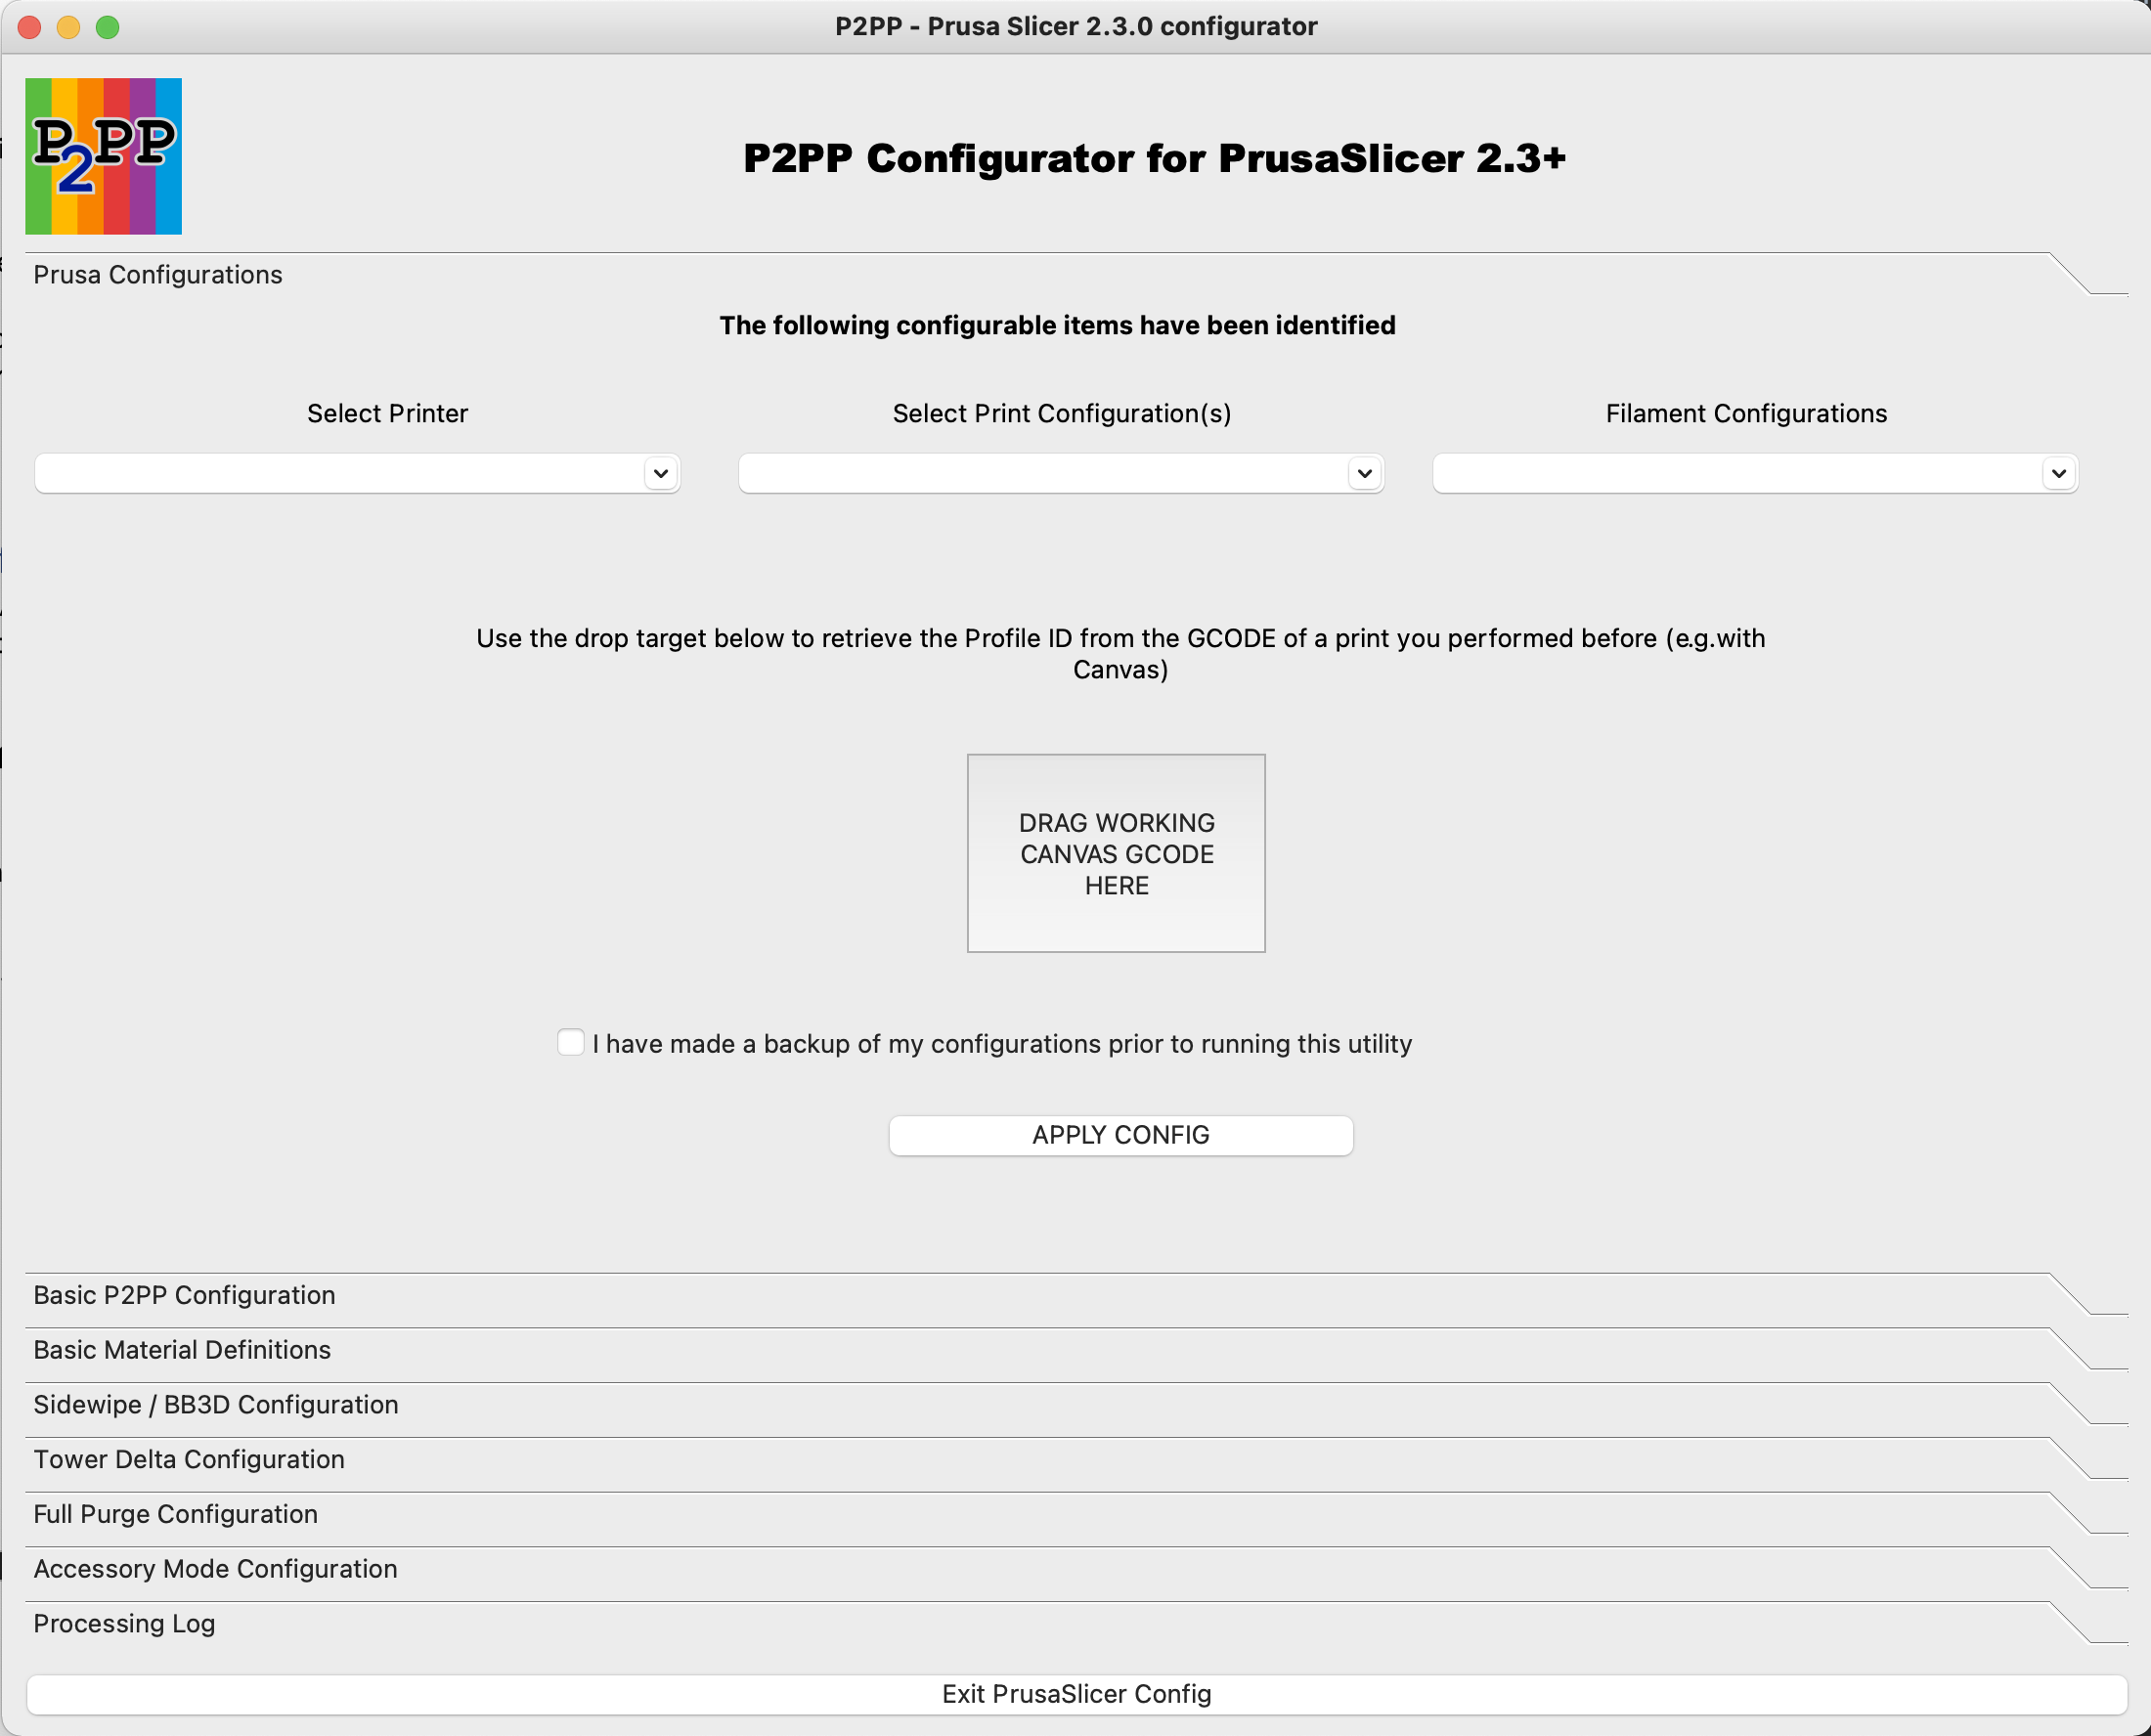 P2PP - Prusa Slicer 2.3.0 configurator
P2PP
P2PP Configurator for PrusaSlicer 2.3+
Prusa Configurations
The following configurable items have been identified
Select Printer
Select Print Configuration(s)
Filament Configurations
Use the drop target below to retrieve the Profile ID from the GCODE of a print you performed before (e.g.with
Canvas)
DRAG WORKING
CANVAS GCODE
HERE
I have made a backup of my configurations prior to running this utility
APPLY CONFIG
Basic P2PP Configuration
Basic Material Definitions
Sidewipe / BB3D Configuration
Tower Delta Configuration
Full Purge Configuration
Accessory Mode Configuration
Processing Log
Exit PrusaSlicer Config